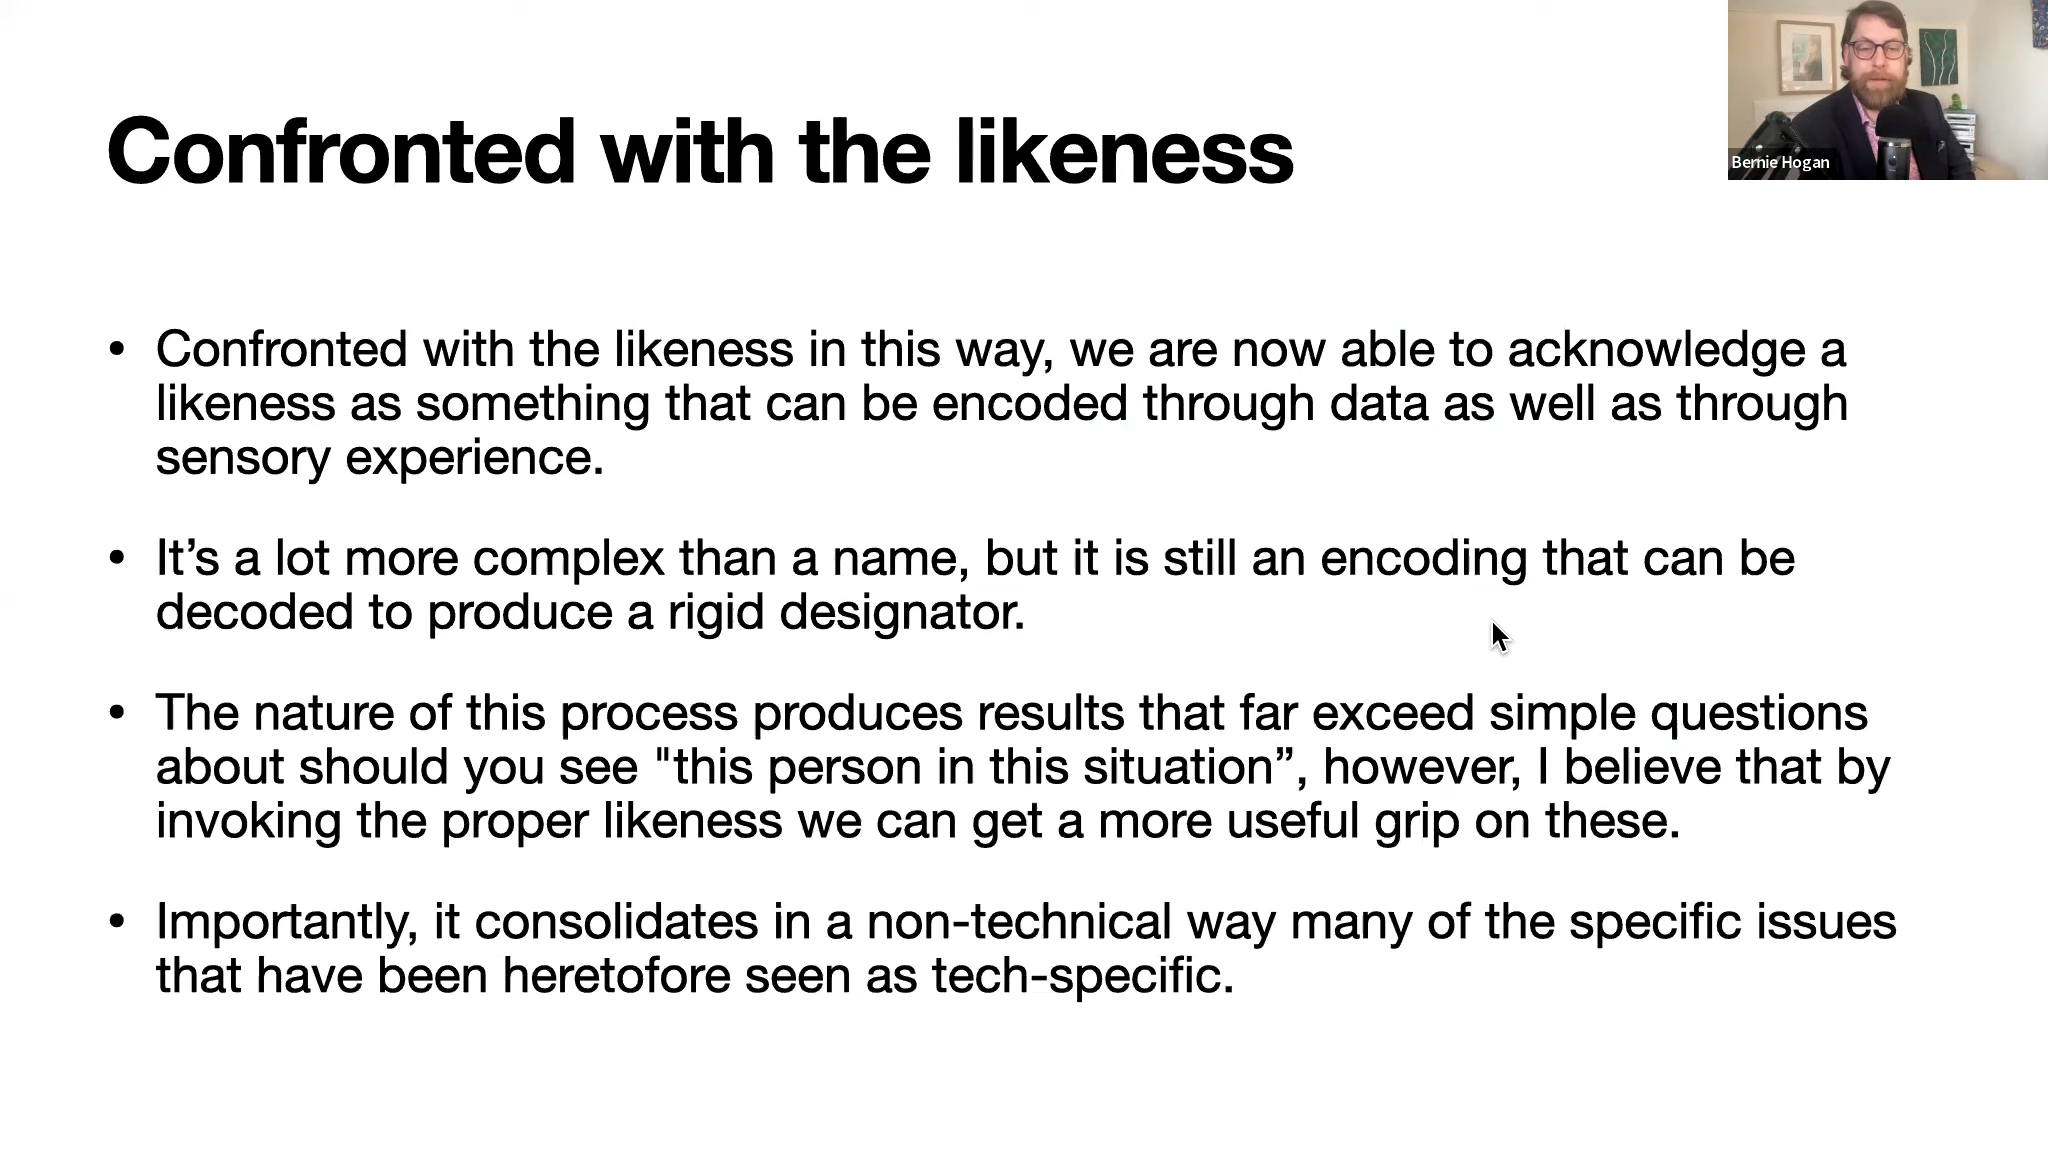 Confronted with the likeness
Bernie Hogan
• Confronted with the likeness in this way, we are now able to acknowledge a
likeness as something that can be encoded through data as well as through
sensory experience.
• It’s a lot more complex than a name, but it is still an encoding that can be
decoded to produce a rigid designator.
• The nature of this process produces results that far exceed simple questions
about should you see "this person in this situation”, however, I believe that by
invoking the proper likeness we can get a more useful grip on these.
• Importantly, it consolidates in a non-technical way many of the specific issues
that have been heretofore seen as tech-specific.